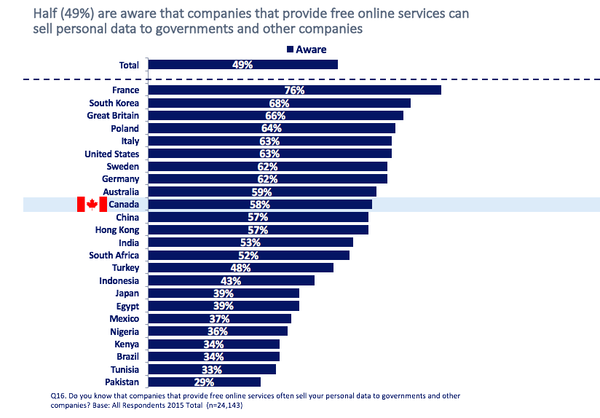 Half (49%) are aware that companies that provide free online services can
sell personal data to governments and other companies
Aware
Total 49%
France 76%
South Korea 68%
Great Britain 66%
Poland 64%
Italy 63%
United States 63%
Sweden 62%
Germany 62%
Australia 59%
Canada 58%
China 57%
Hong Kong 57%
India 53%
South Africa 52%
Turkey 48%
Indonesia 43%
Japan 39%
Egypt 39%
Mexico 37%
Nigeria 36%
Kenya 34%
Brazil 34%
Tunisia 33%
Pakistan 29%
Q16. Do you know that companies that provide free online services often sell your personal data to governments and other
companies? Base: All Respondents 2015 Total (n=24,143)